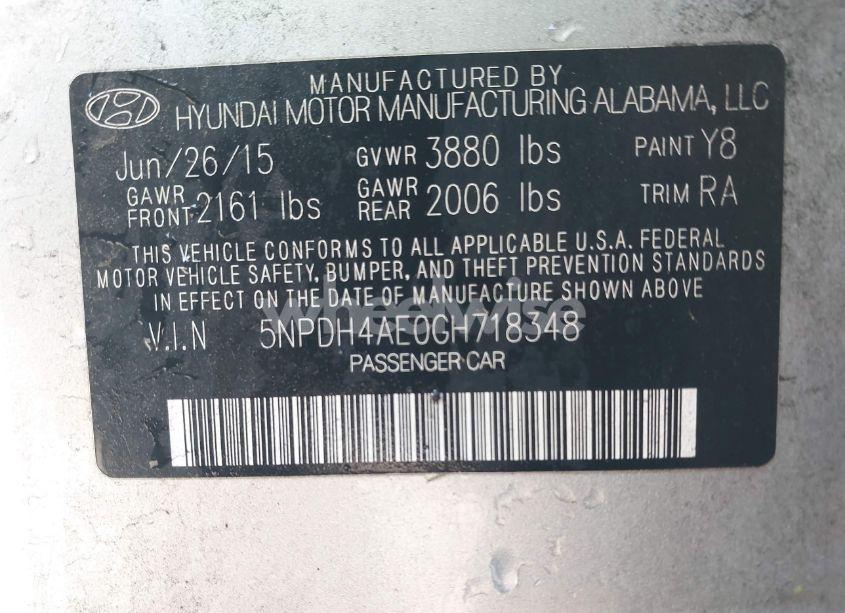 MANUFACTURED BY
HYUNDAI MOTOR MANUFACTURING ALABAMA, LLC
Jun/26/15 GVWR 3880 lbs PAINT Y8
GAWR FRONT 2161 lbs GAWR REAR 2006 lbs TRIM RA
THIS VEHICLE CONFORMS TO ALL APPLICABLE U.S.A. FEDERAL
MOTOR VEHICLE SAFETY, BUMPER, AND THEFT PREVENTION STANDARDS
IN EFFECT ON THE DATE OF MANUFACTURE SHOWN ABOVE
wheelwise
V.I.N 5NPDH4AE0GH718348
PASSENGER CAR